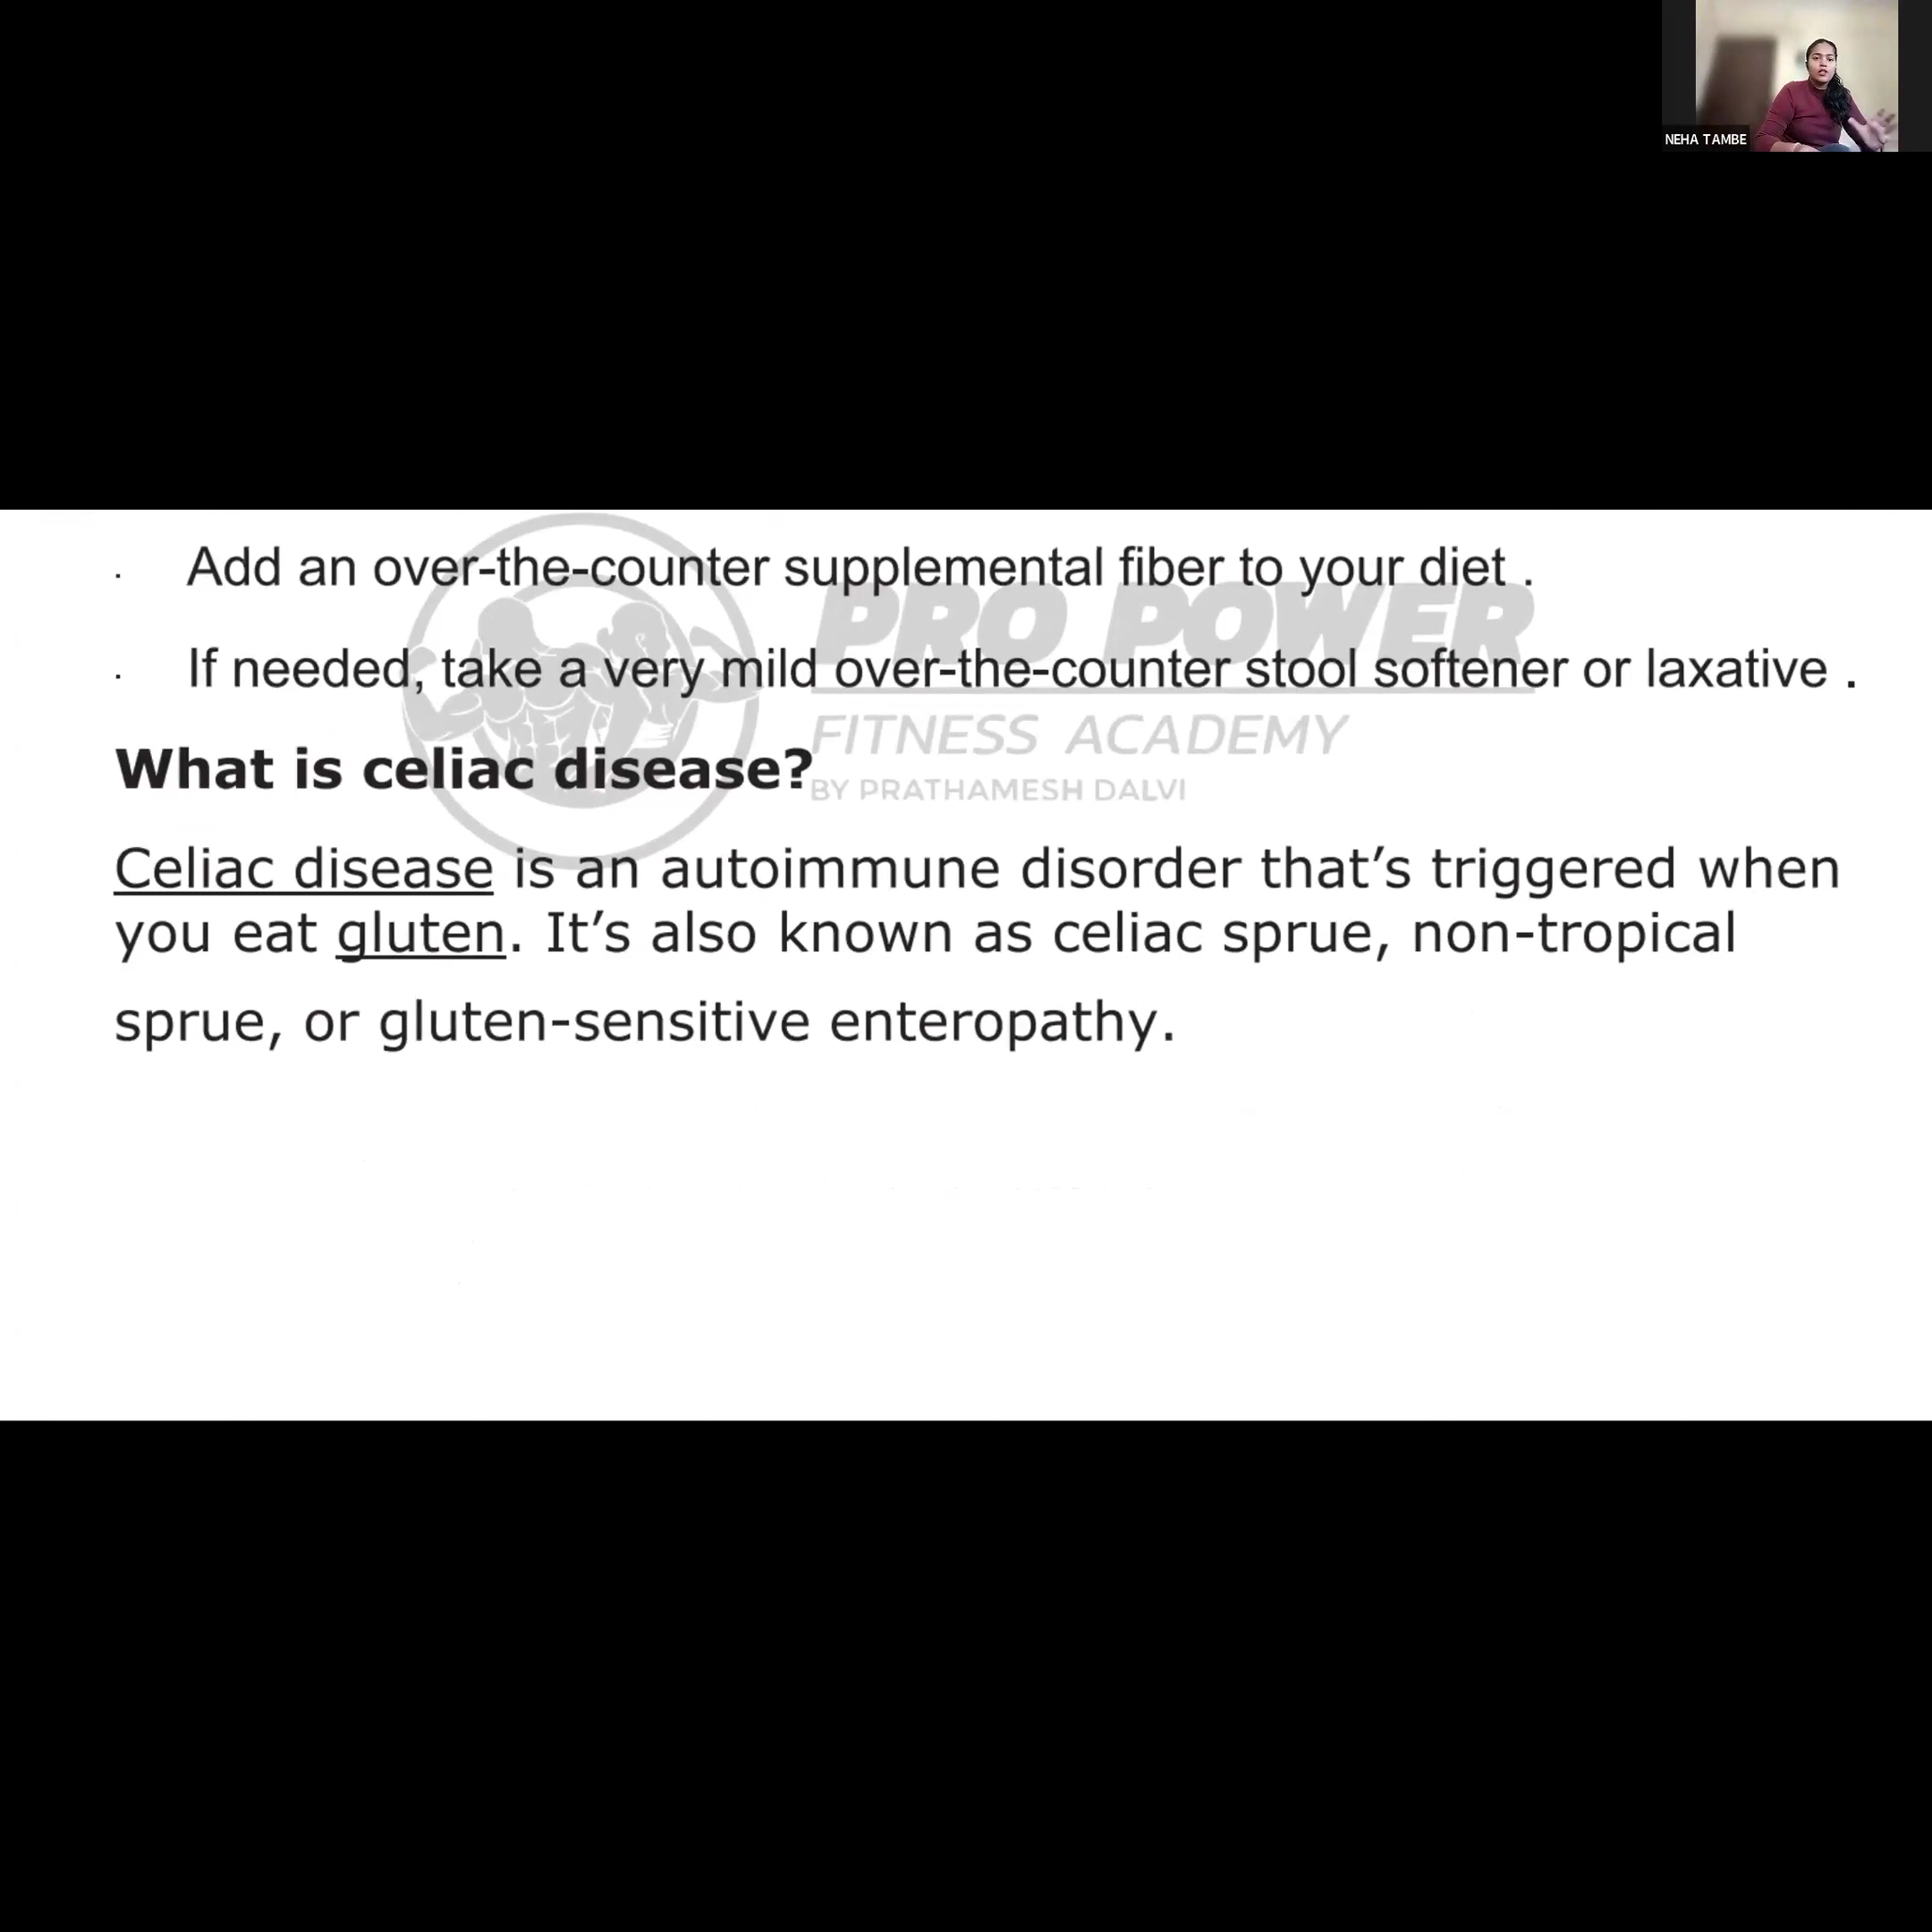 NEHA TAMBE
· Add an over-the-counter supplemental fiber to your diet .
· If needed, take a very mild over-the-counter stool softener or laxative .
PRO POWER
FITNESS ACADEMY
BY PRATHAMESH DALVI
What is celiac disease?
Celiac disease is an autoimmune disorder that’s triggered when
you eat gluten. It’s also known as celiac sprue, non-tropical
sprue, or gluten-sensitive enteropathy.